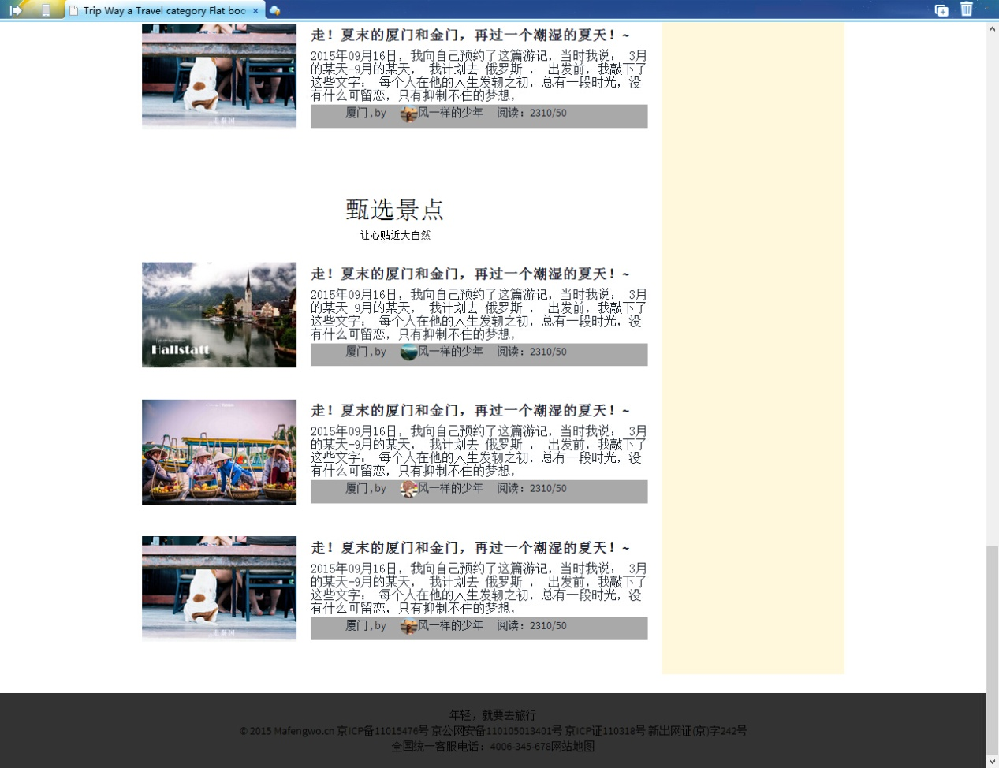 Trip Way a Travel category Flat boo
走！夏末的厦门和金门，再过一个潮湿的夏天！~
2015年09月16日，我向自己预约了这篇游记，当时我说： 3月
的某天-9月的某天， 我计划去 俄罗斯 ， 出发前，我敲下了
这些文字： 每个人在他的人生发轫之初，总有一段时光，没
有什么可留恋，只有抑制不住的梦想，
走泰国
厦门,by 风一样的少年 阅读：2310/50
甄选景点
让心贴近大自然
走！夏末的厦门和金门，再过一个潮湿的夏天！~
2015年09月16日，我向自己预约了这篇游记，当时我说： 3月
的某天-9月的某天， 我计划去 俄罗斯 ， 出发前，我敲下了
这些文字： 每个人在他的人生发轫之初，总有一段时光，没
有什么可留恋，只有抑制不住的梦想，
Hallstatt
厦门,by 风一样的少年 阅读：2310/50
走！夏末的厦门和金门，再过一个潮湿的夏天！~
2015年09月16日，我向自己预约了这篇游记，当时我说： 3月
的某天-9月的某天， 我计划去 俄罗斯 ， 出发前，我敲下了
这些文字： 每个人在他的人生发轫之初，总有一段时光，没
有什么可留恋，只有抑制不住的梦想，
厦门,by 风一样的少年 阅读：2310/50
走！夏末的厦门和金门，再过一个潮湿的夏天！~
2015年09月16日，我向自己预约了这篇游记，当时我说： 3月
的某天-9月的某天， 我计划去 俄罗斯 ， 出发前，我敲下了
这些文字： 每个人在他的人生发轫之初，总有一段时光，没
有什么可留恋，只有抑制不住的梦想，
走泰国
厦门,by 风一样的少年 阅读：2310/50
年轻，就要去旅行
© 2015 Mafengwo.cn 京ICP备11015476号 京公网安备110105013401号 京ICP证110318号 新出网证(京)字242号
全国统一客服电话：4006-345-678网站地图